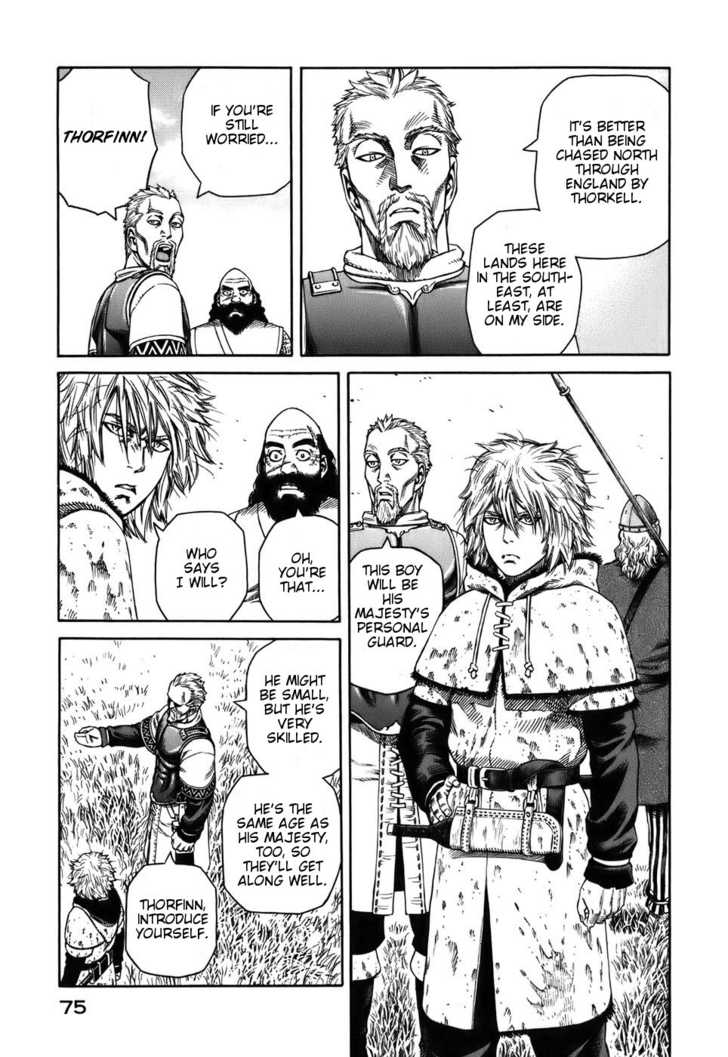 IT'S BETTER
THAN BEING
CHASED NORTH
THROUGH
ENGLAND BY
THORKELL.
THESE
LANDS HERE
IN THE SOUTH-
EAST, AT
LEAST, ARE
ON MY SIDE.
IF YOU'RE
STILL
WORRIED...
THORFINN!
THIS BOY
WILL BE
HIS
MAJESTY'S
PERSONAL
GUARD.
OH,
YOU'RE
THAT...
WHO
SAYS
I WILL?
HE MIGHT
BE SMALL,
BUT HE'S
VERY
SKILLED.
HE'S THE
SAME AGE AS
HIS MAJESTY,
TOO, SO
THEY'LL GET
ALONG WELL.
THORFINN,
INTRODUCE
YOURSELF.
75